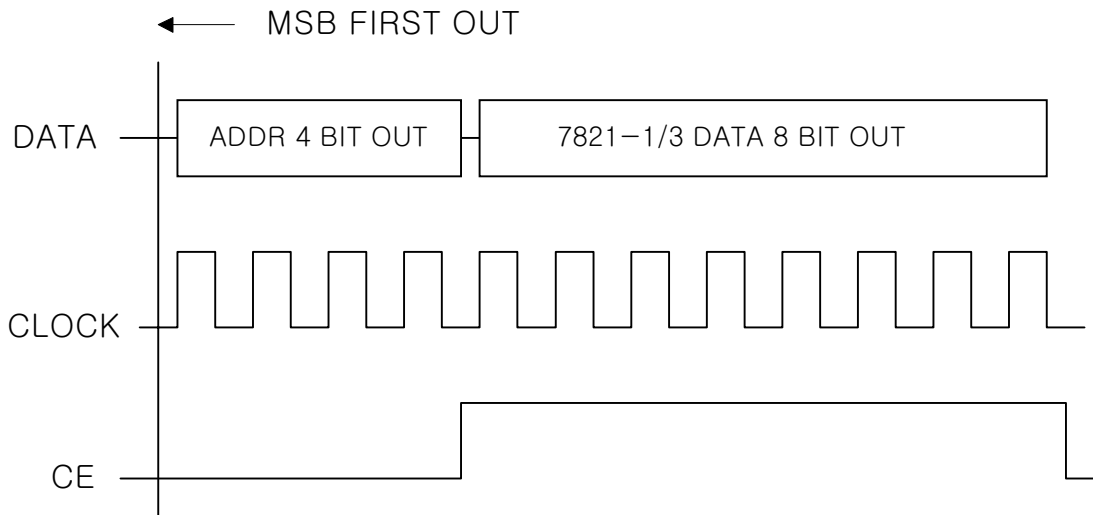 MSB FIRST OUT
DATA
ADDR 4 BIT OUT
7821-1/3 DATA 8 BIT OUT
CLOCK
CE